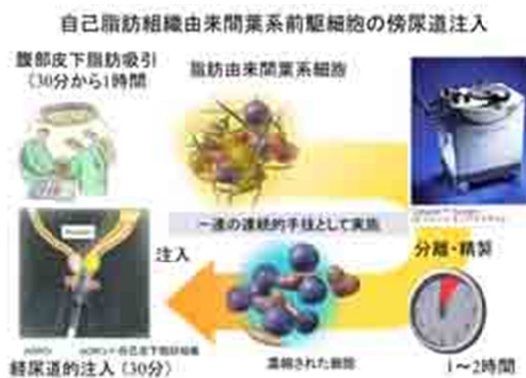 自己脂肪組織由来間葉系前駆細胞の傍尿道注入
腹部皮下脂肪吸引
(30分から1時間
脂肪由来間葉系細胞
一連の連続的手技として実施
分離・精製
注入
濃縮された細胞
経尿道的注入(30分)
1~2時間